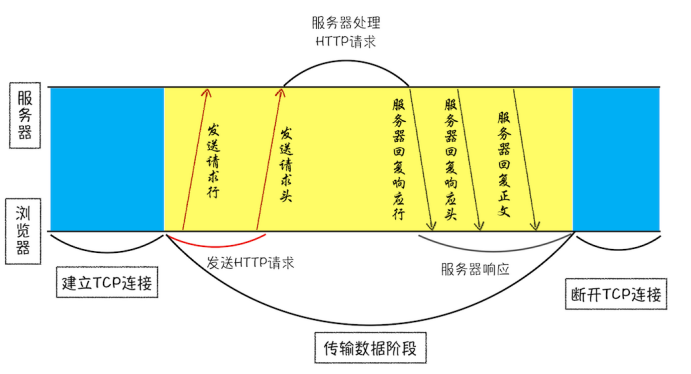 服务器处理
HTTP请求
服务器
发送请求行
发送请求头
服务器回复响应行
服务器回复响应头
服务器回复正文
浏览器
发送HTTP请求
服务器响应
建立TCP连接
断开TCP连接
传输数据阶段